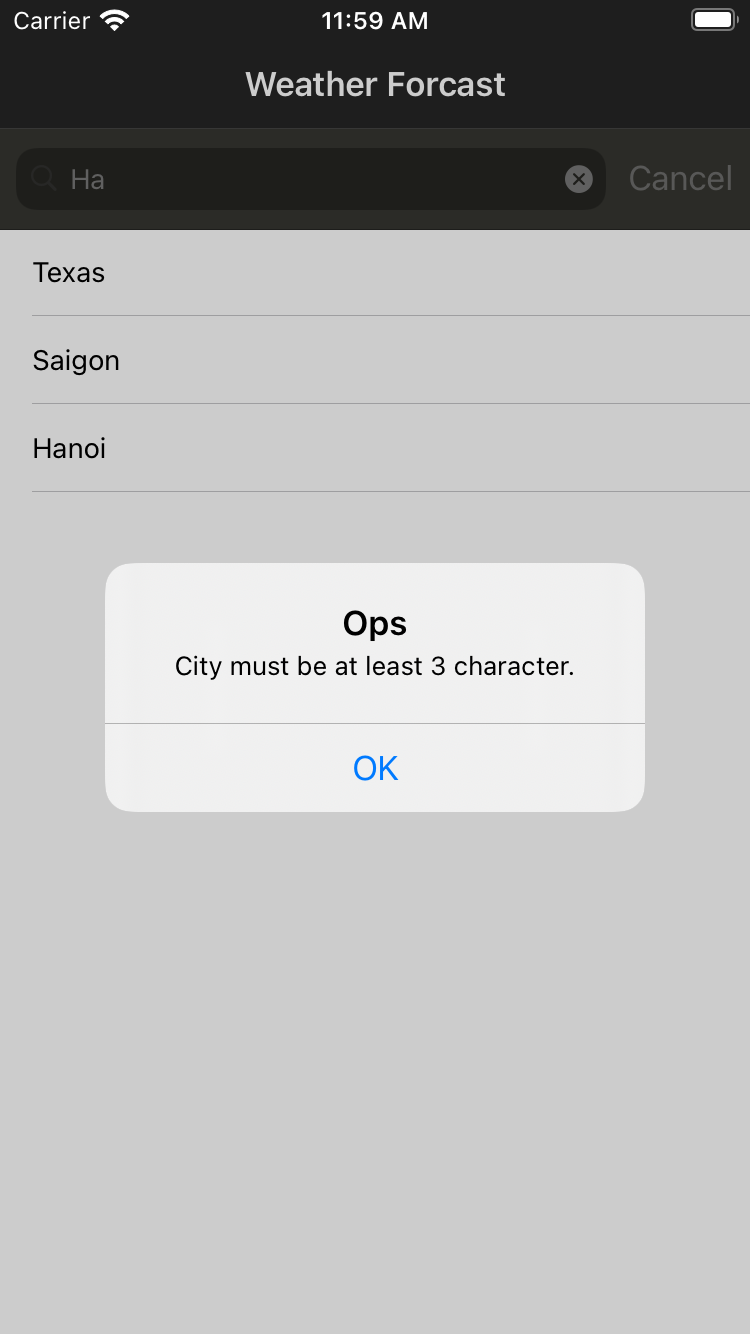 Carrier 11:59 AM
Weather Forcast
Ha Cancel
Texas
Saigon
Hanoi
Ops
City must be at least 3 character.
OK